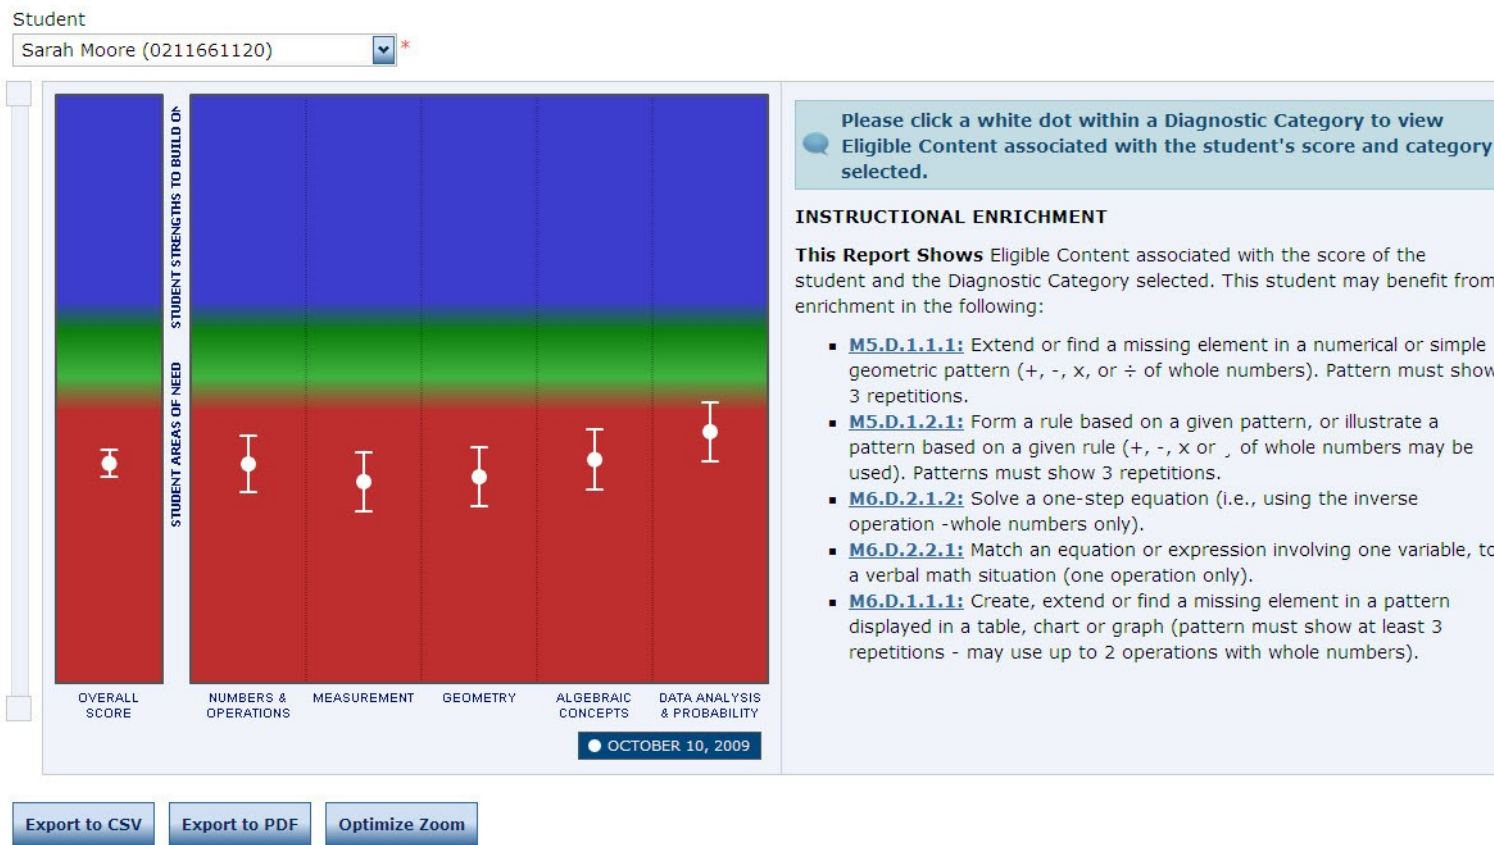 Student
Sarah Moore (0211661120)
*
STUDENT STRENGTHS TO BUILD ON
STUDENT AREAS OF NEED
OVERALL
SCORE
NUMBERS &
OPERATIONS
MEASUREMENT
GEOMETRY
ALGEBRAIC
CONCEPTS
DATA ANALYSIS
& PROBABILITY
OCTOBER 10, 2009
Please click a white dot within a Diagnostic Category to view
Eligible Content associated with the student's score and category
selected.
INSTRUCTIONAL ENRICHMENT
This Report Shows Eligible Content associated with the score of the
student and the Diagnostic Category selected. This student may benefit from
enrichment in the following:
▪ M5.D.1.1.1: Extend or find a missing element in a numerical or simple
geometric pattern (+, -, x, or ÷ of whole numbers). Pattern must show
3 repetitions.
▪ M5.D.1.2.1: Form a rule based on a given pattern, or illustrate a
pattern based on a given rule (+, -, x or ¸ of whole numbers may be
used). Patterns must show 3 repetitions.
▪ M6.D.2.1.2: Solve a one-step equation (i.e., using the inverse
operation -whole numbers only).
▪ M6.D.2.2.1: Match an equation or expression involving one variable, to
a verbal math situation (one operation only).
▪ M6.D.1.1.1: Create, extend or find a missing element in a pattern
displayed in a table, chart or graph (pattern must show at least 3
repetitions - may use up to 2 operations with whole numbers).
Export to CSV
Export to PDF
Optimize Zoom